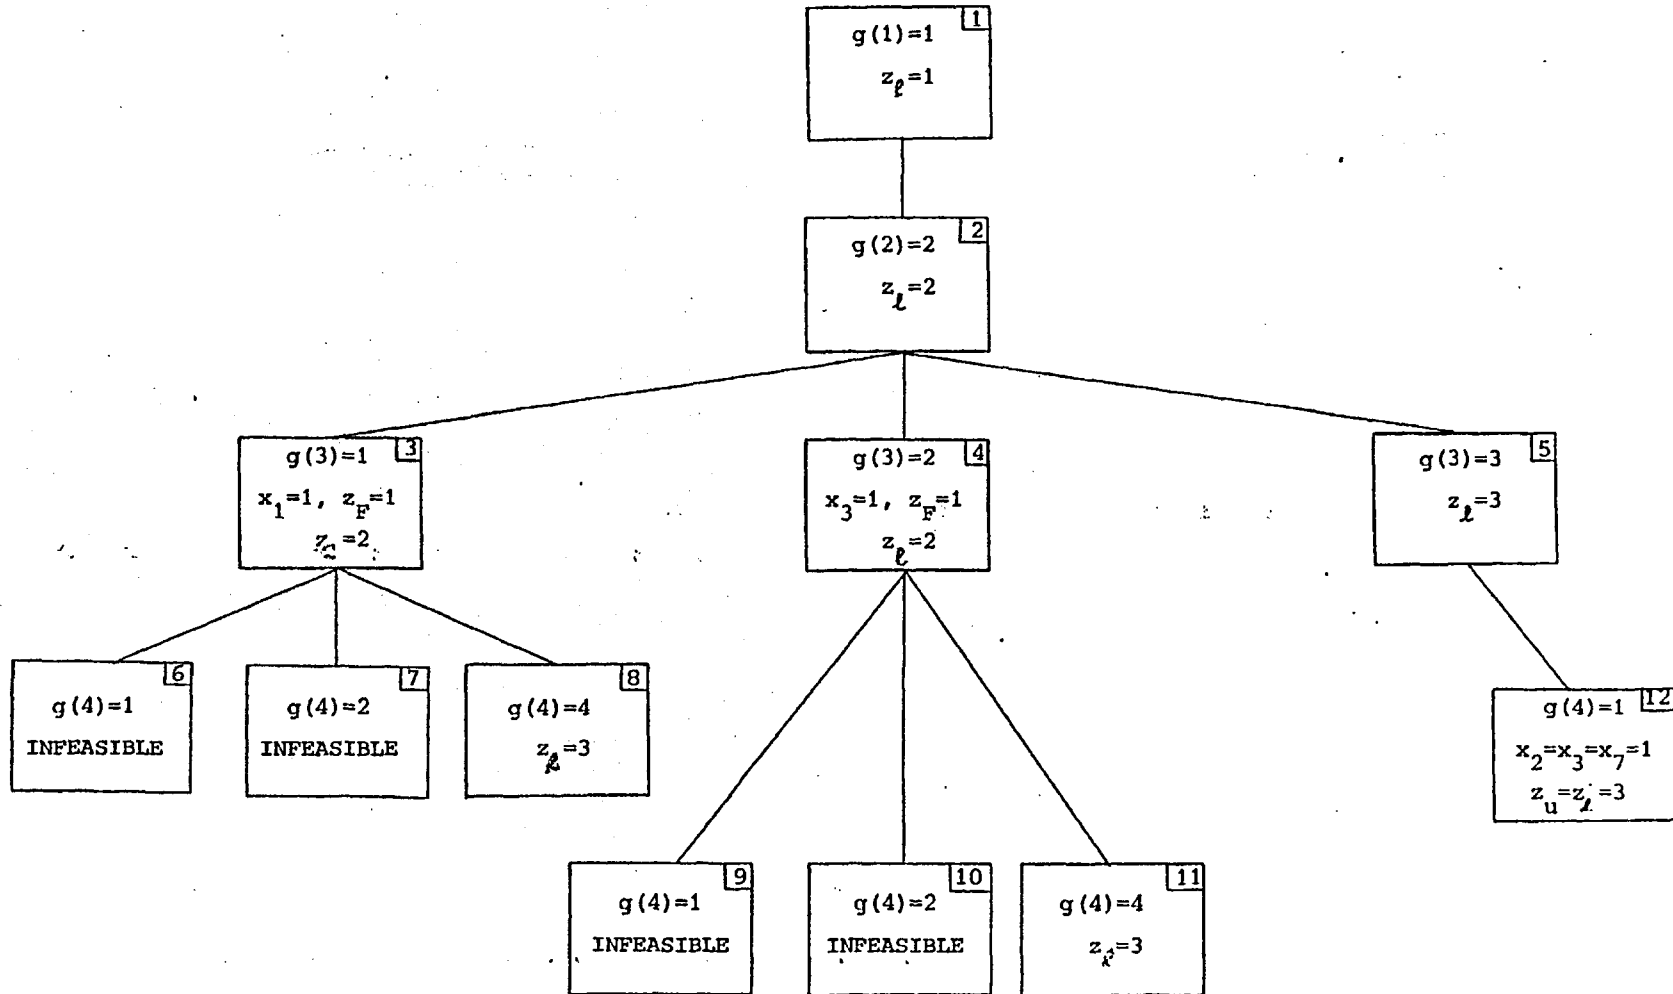 1
g(1)=1
z_ℓ=1
2
g(2)=2
z_ℓ=2
3
g(3)=1
x_1=1, z_F=1
z_ℓ=2
4
g(3)=2
x_3=1, z_F=1
z_ℓ=2
5
g(3)=3
z_ℓ=3
6
g(4)=1
INFEASIBLE
7
g(4)=2
INFEASIBLE
8
g(4)=4
z_ℓ=3
12
g(4)=1
x_2=x_3=x_7=1
z_u=z_ℓ=3
9
g(4)=1
INFEASIBLE
10
g(4)=2
INFEASIBLE
11
g(4)=4
z_ℓ=3